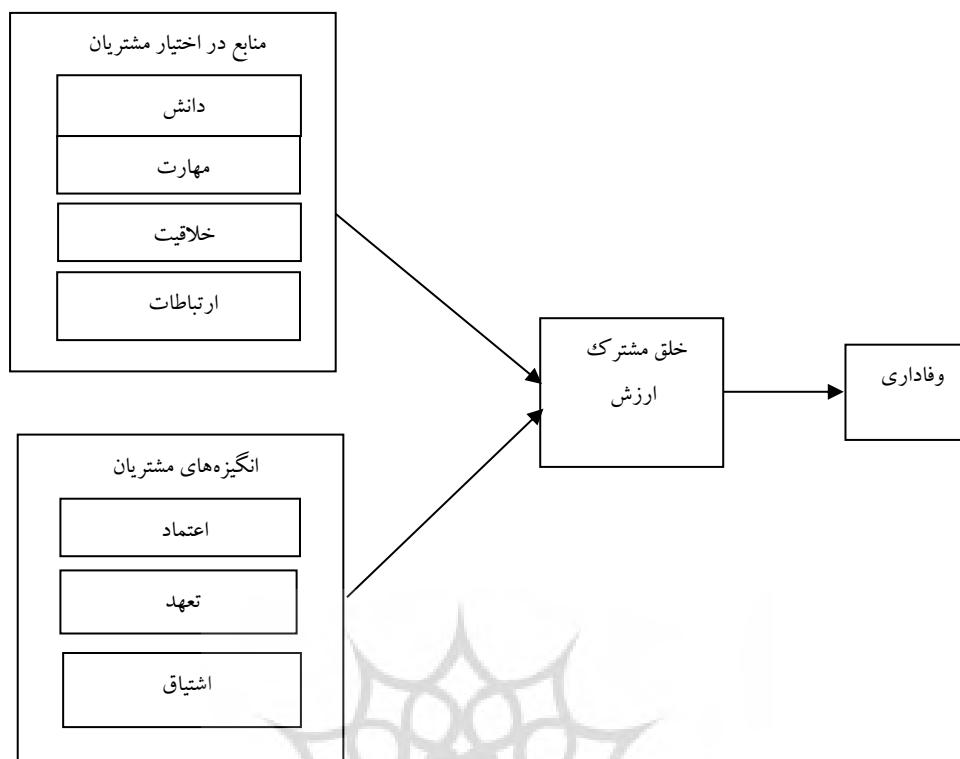 منابع در اختیار مشتریان
دانش
مهارت
خلاقیت
ارتباطات
انگیزه‌های مشتریان
اعتماد
تعهد
اشتیاق
خلق مشترک
ارزش
وفاداری